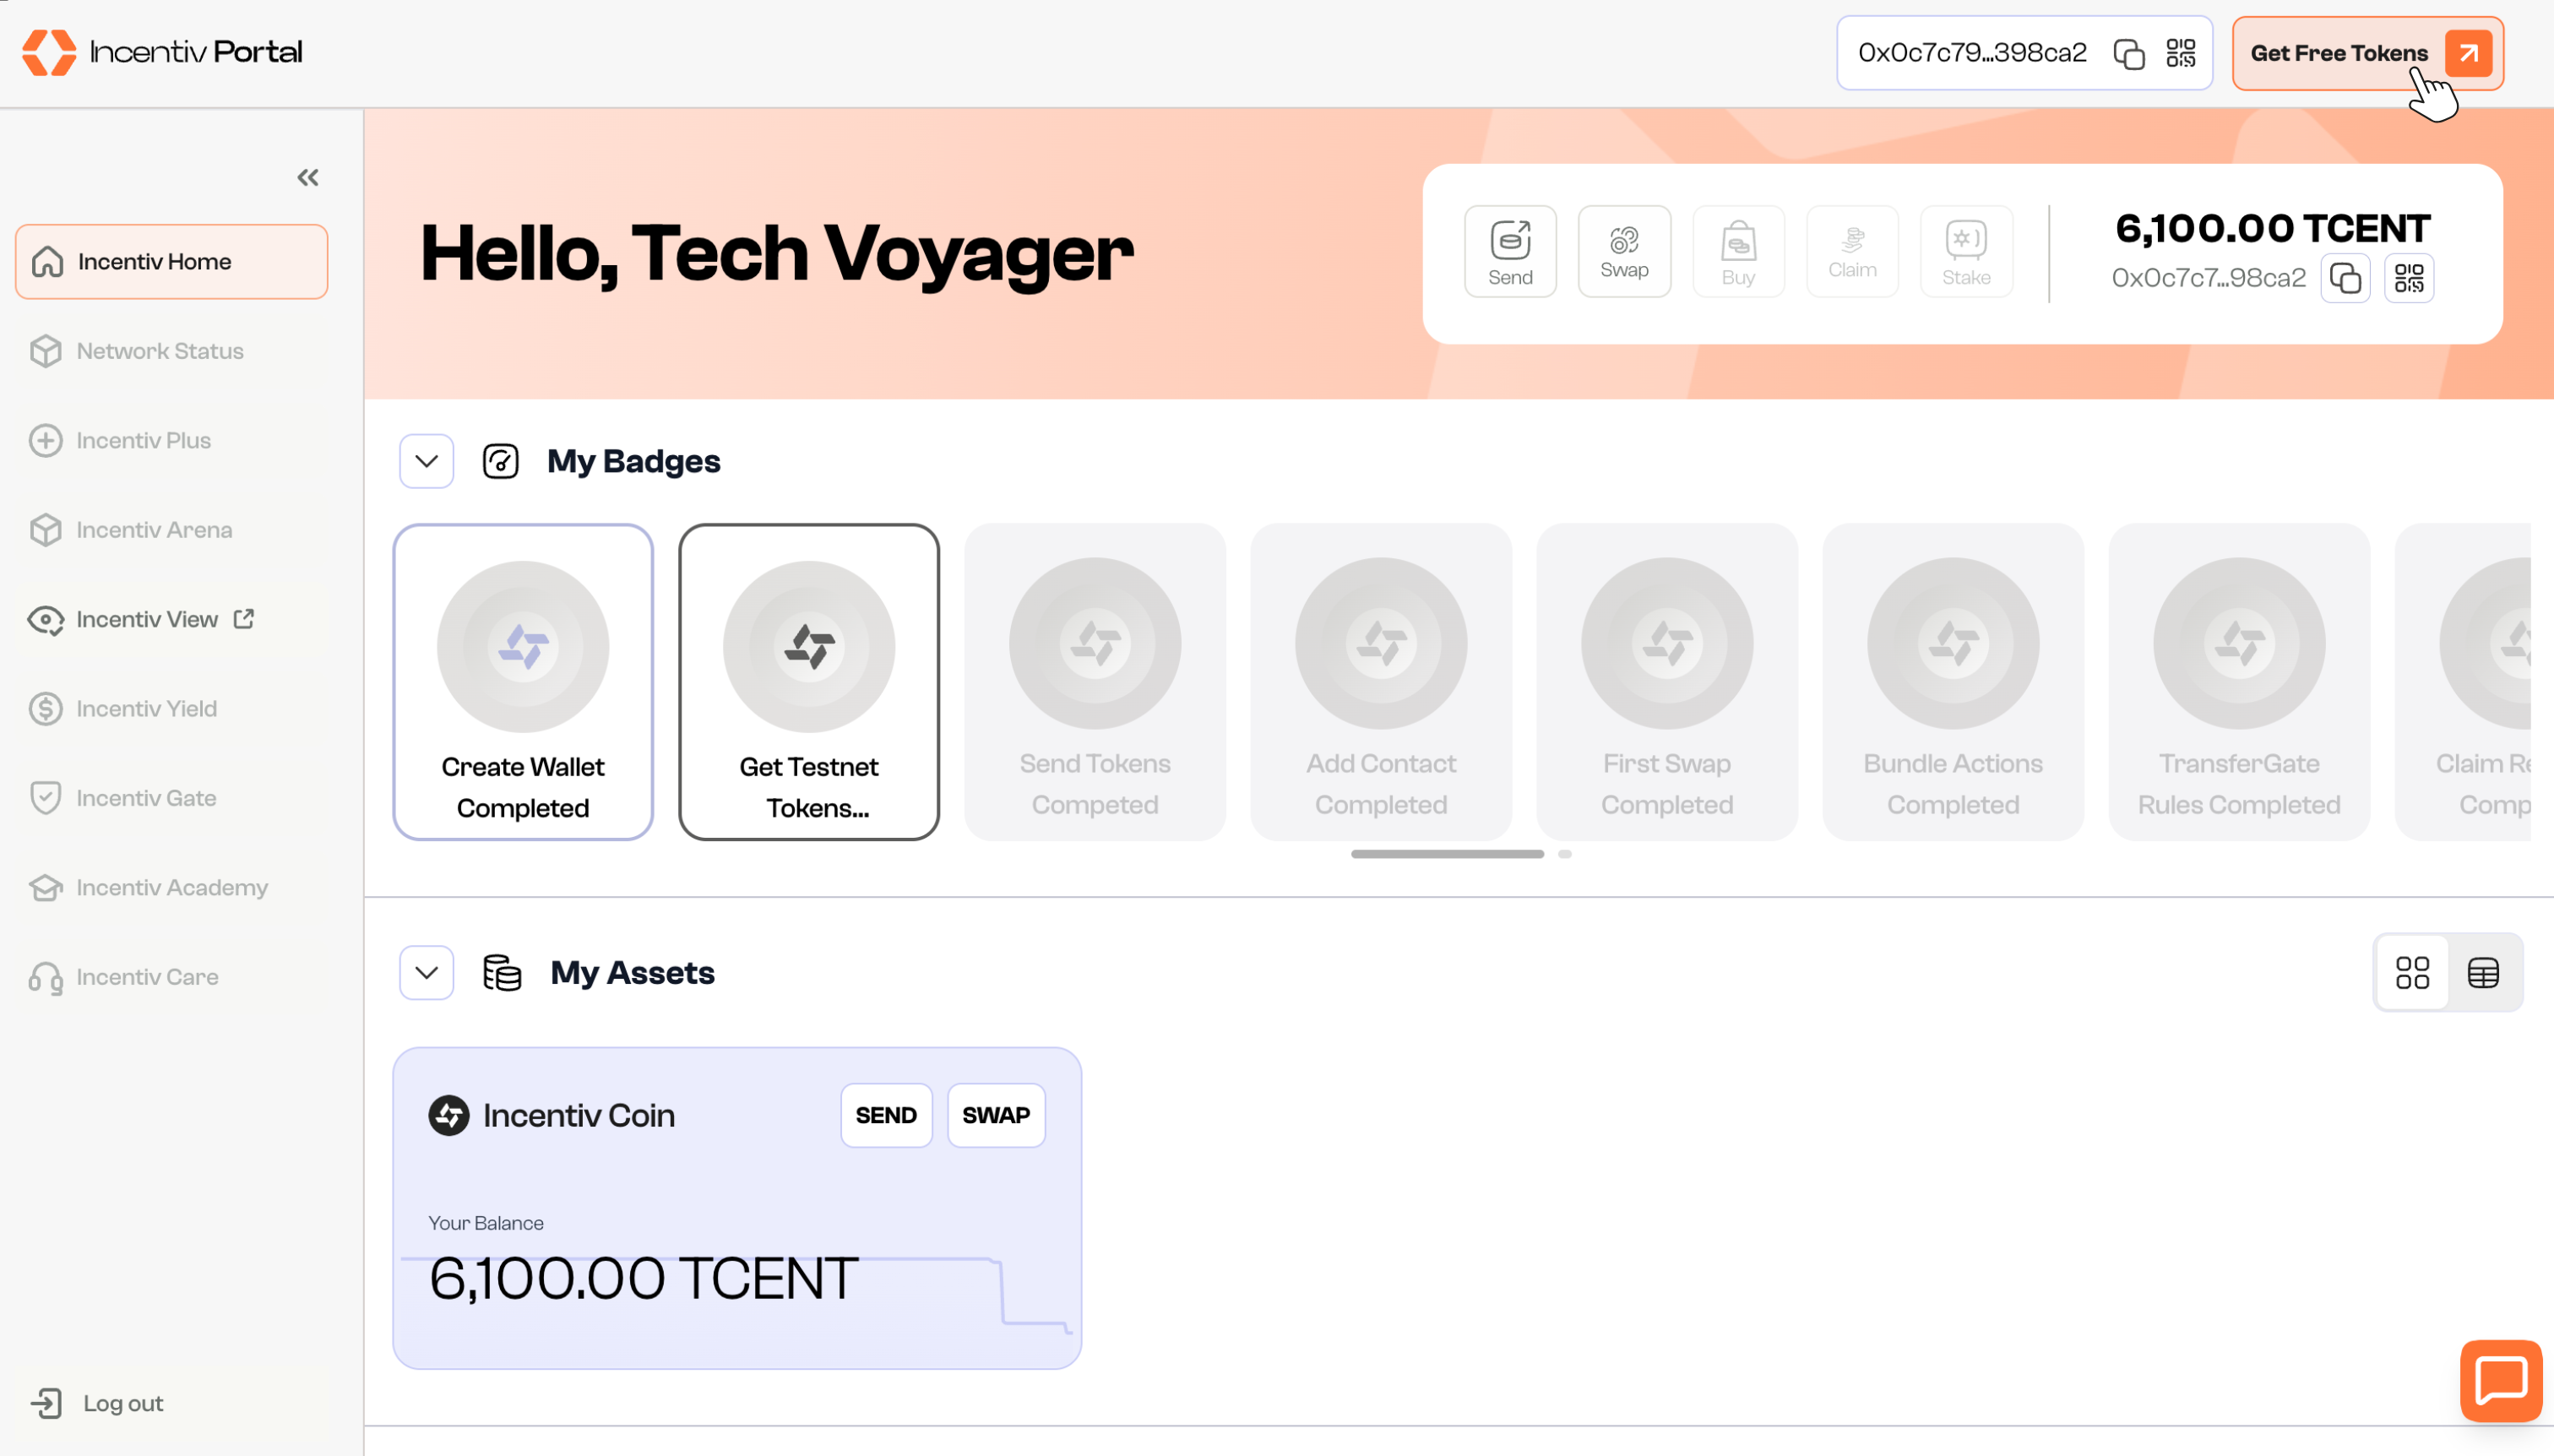 Incentiv Portal
0x0c7c79...398ca2
Get Free Tokens
Incentiv Home
Network Status
Incentiv Plus
Incentiv Arena
Incentiv View
Incentiv Yield
Incentiv Gate
Incentiv Academy
Incentiv Care
Log out
Hello, Tech Voyager
Send
Swap
Buy
Claim
Stake
6,100.00 TCENT
0x0c7c7...98ca2
My Badges
Create Wallet
Completed
Get Testnet
Tokens...
Send Tokens
Competed
Add Contact
Completed
First Swap
Completed
Bundle Actions
Completed
TransferGate
Rules Completed
Claim Re
Comp
My Assets
Incentiv Coin
SEND
SWAP
Your Balance
6,100.00 TCENT